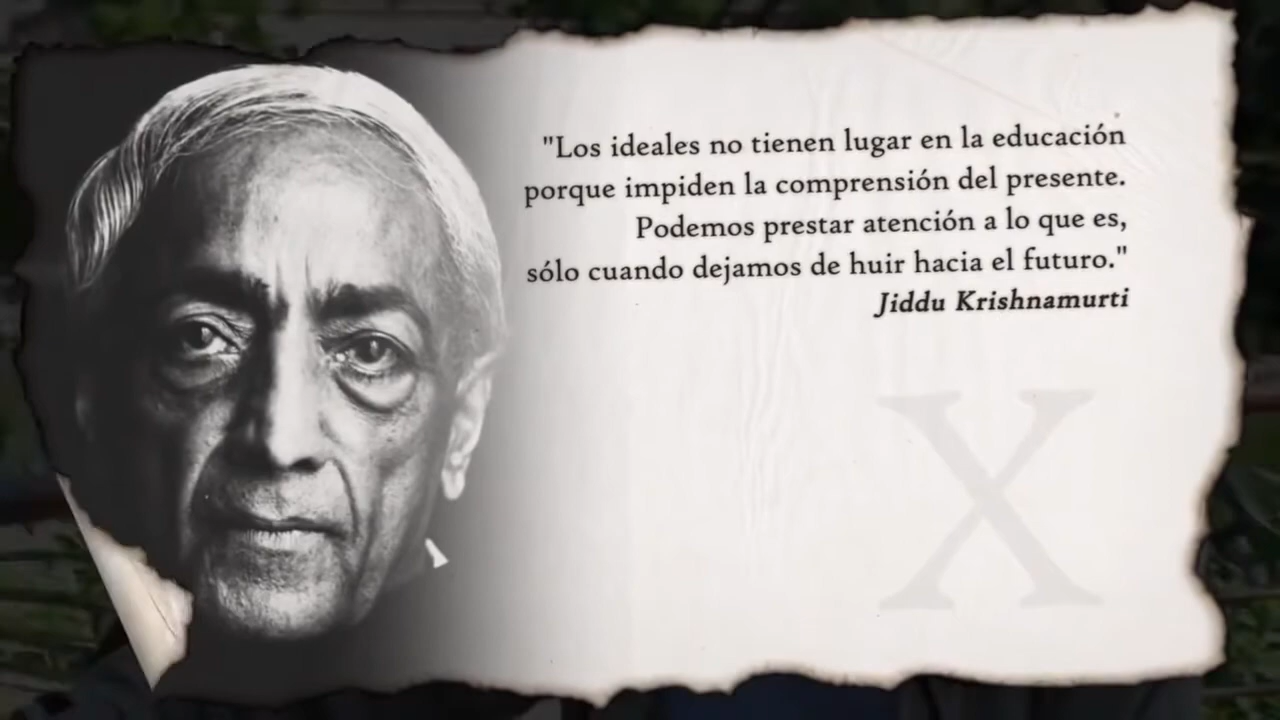 "Los ideales no tienen lugar en la educación
porque impiden la comprensión del presente.
Podemos prestar atención a lo que es,
sólo cuando dejamos de huir hacia el futuro."
Jiddu Krishnamurti
X